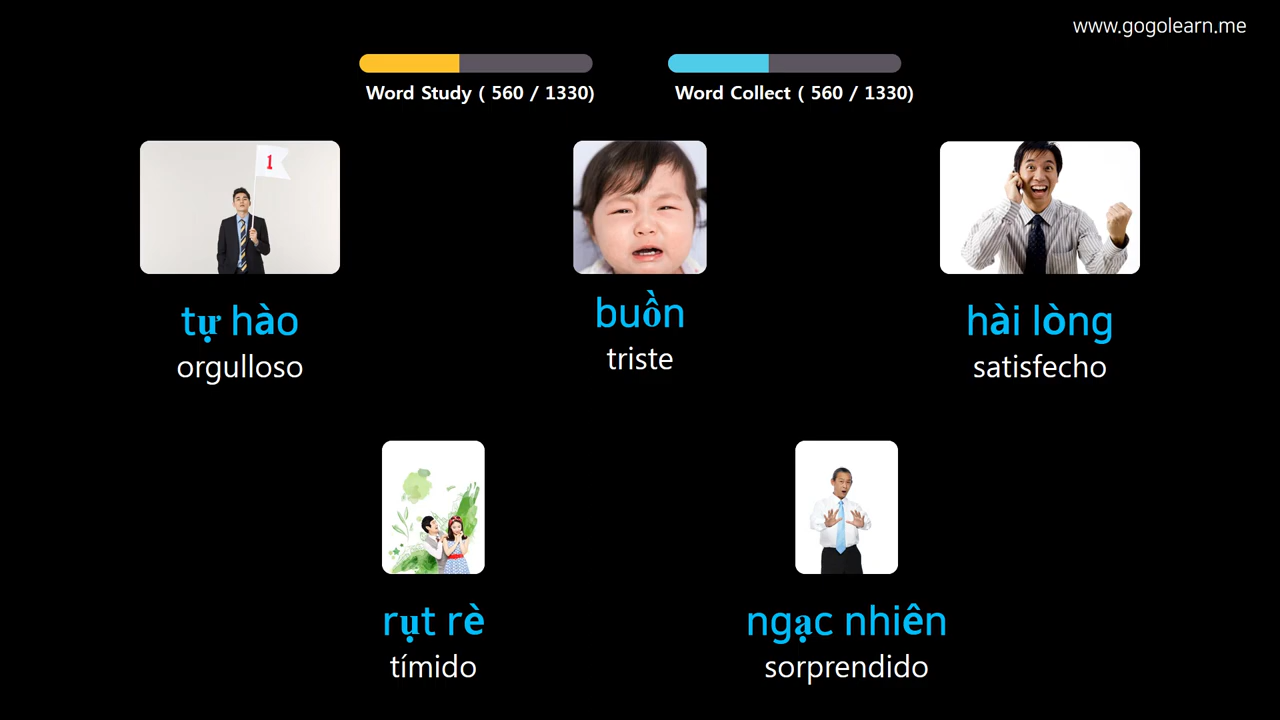 www.gogolearn.me
Word Study ( 560 / 1330)
Word Collect ( 560 / 1330)
1
tự hào
orgulloso
buồn
triste
hài lòng
satisfecho
rụt rè
tímido
ngạc nhiên
sorprendido